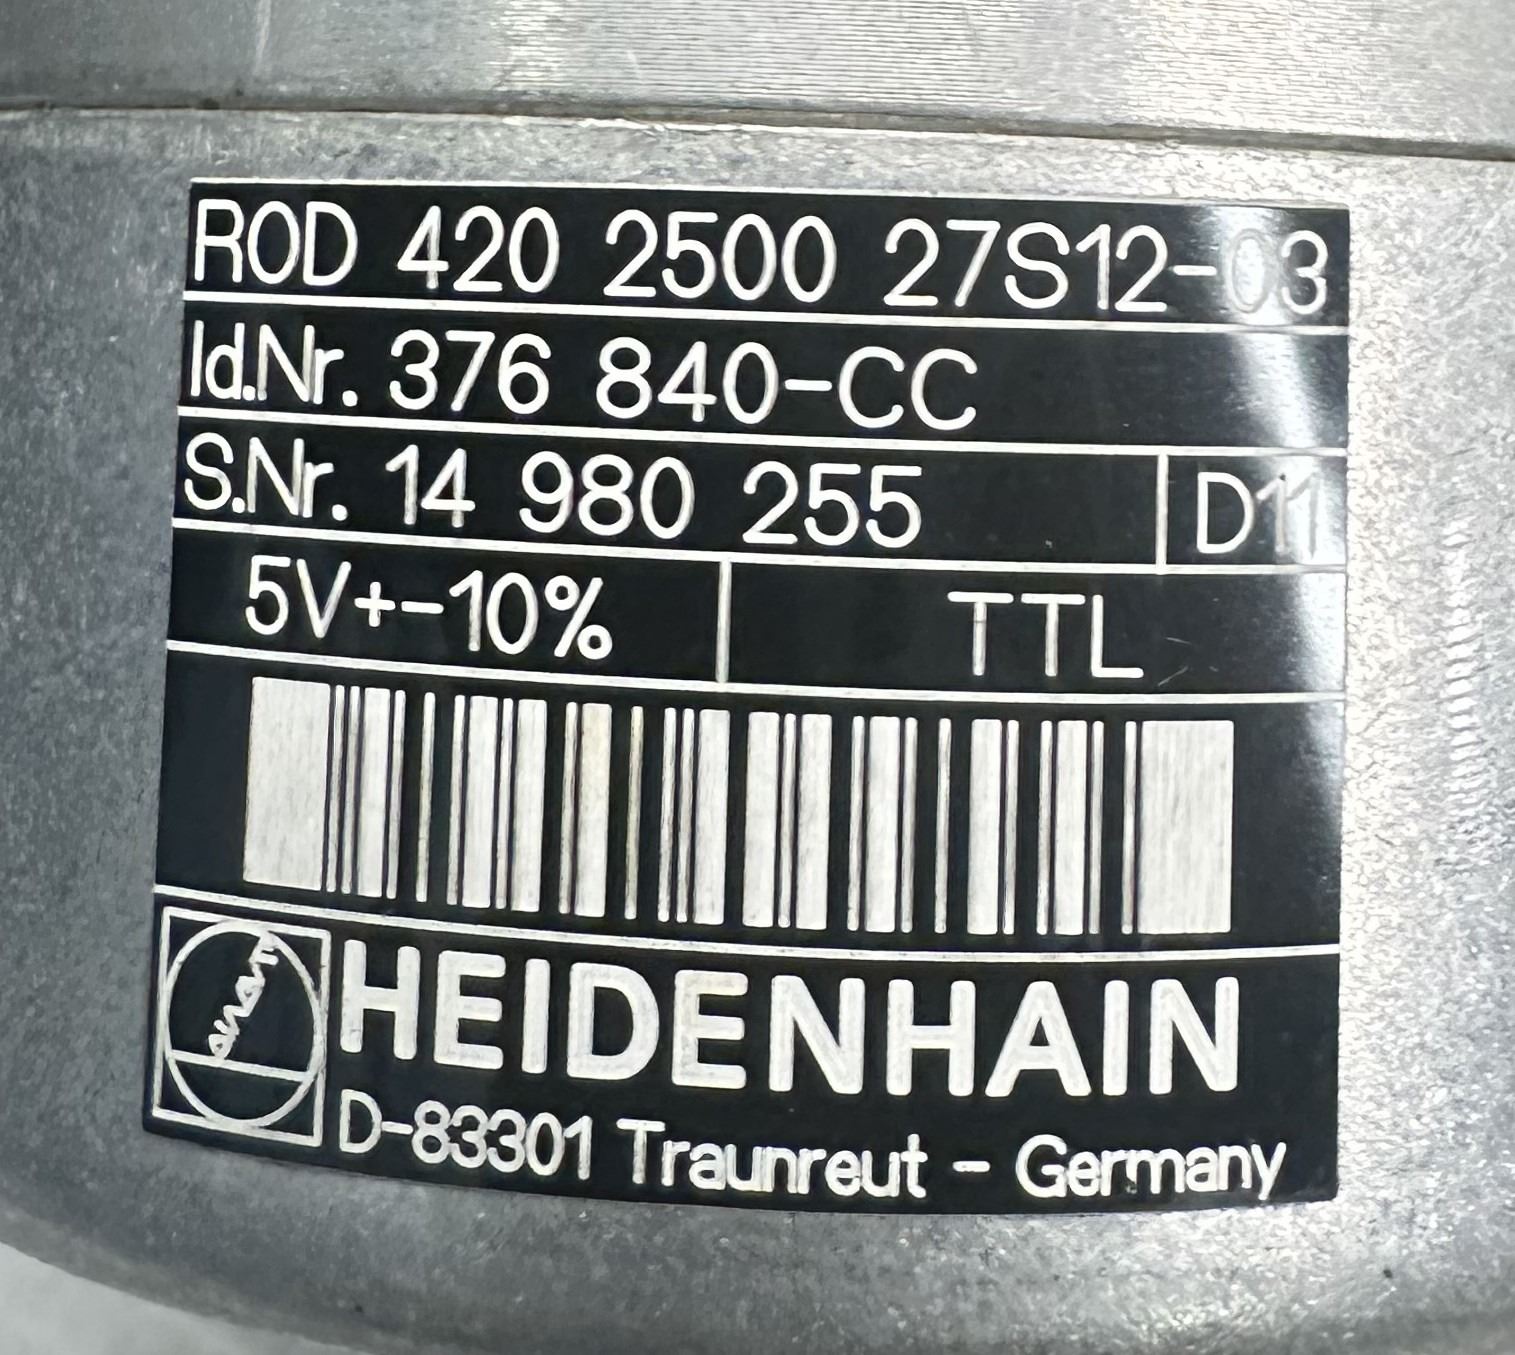 ROD 420 2500 27S12-03
Id.Nr. 376 840-CC
S.Nr. 14 980 255 D11
5V+-10% TTL
HEIDENHAIN
D-83301 Traunreut - Germany